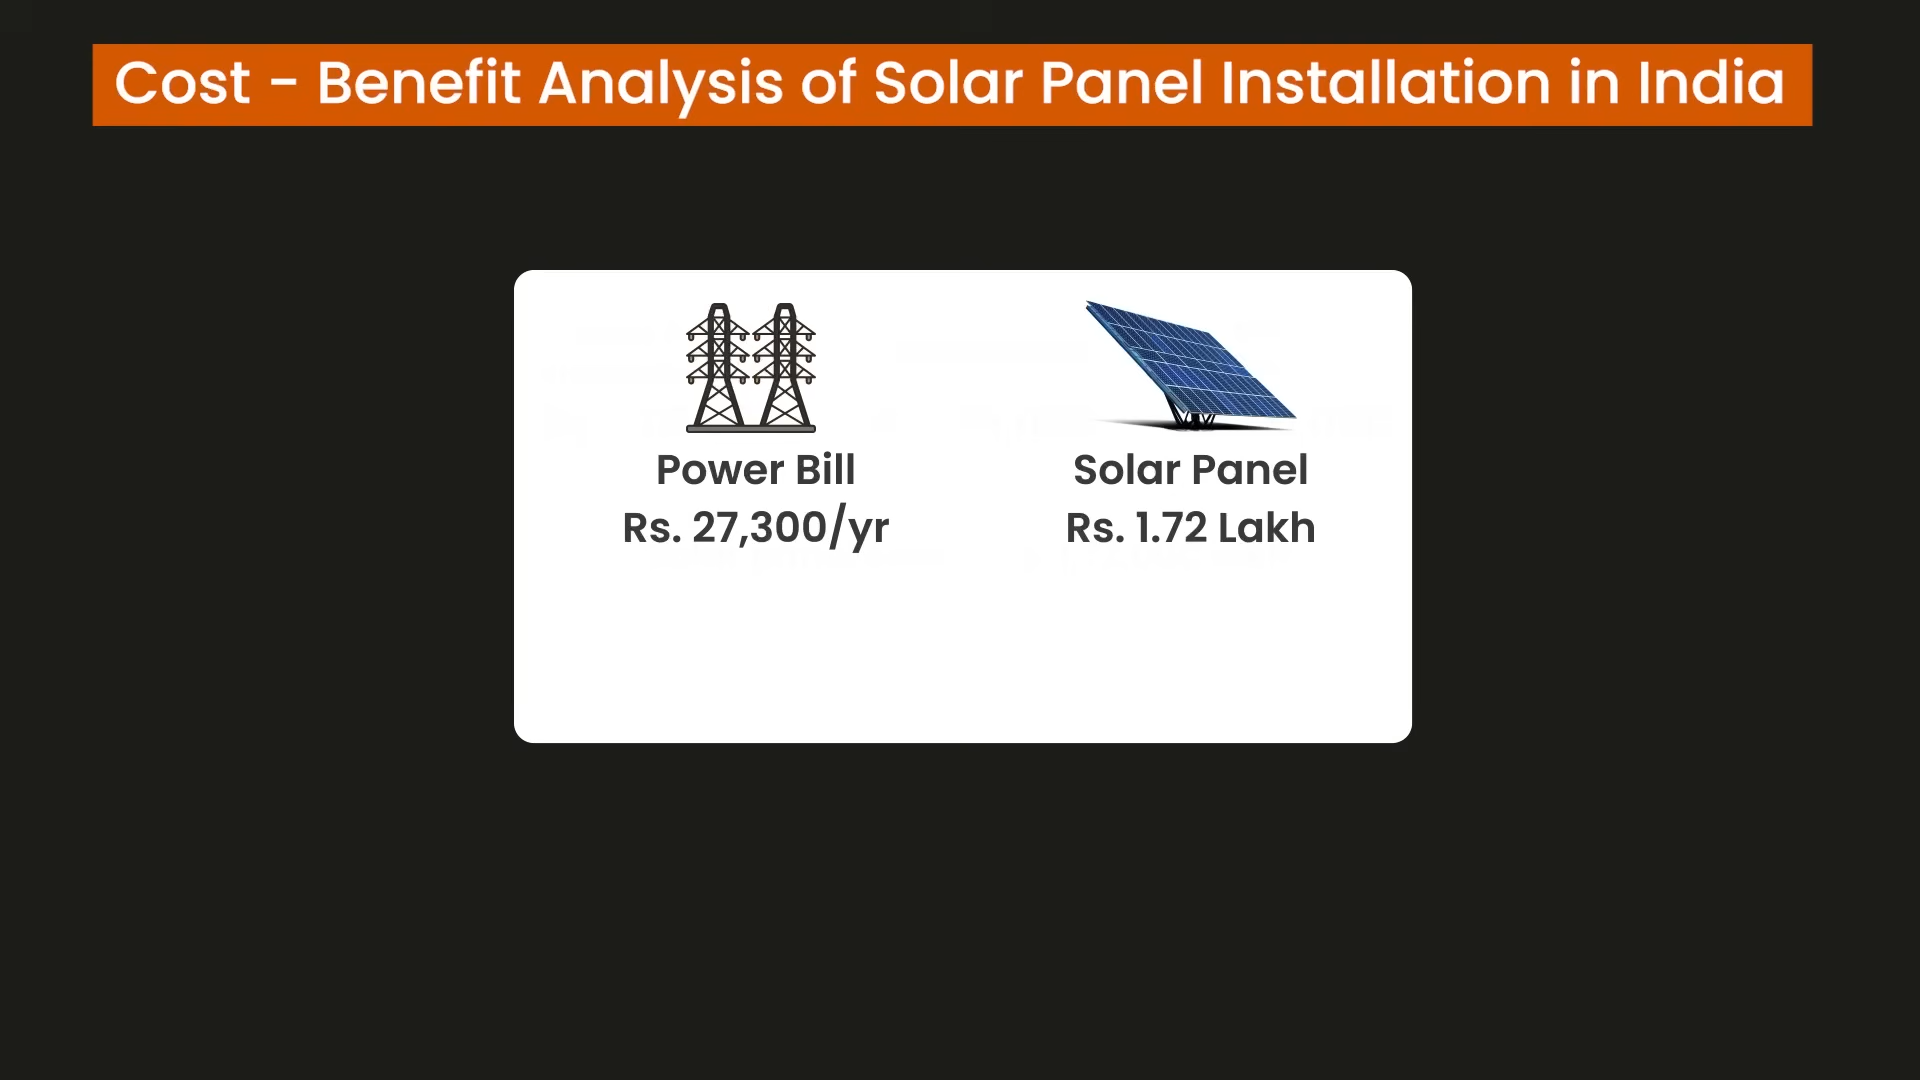 Cost - Benefit Analysis of Solar Panel Installation in India
Power Bill
Rs. 27,300/yr
Solar Panel
Rs. 1.72 Lakh